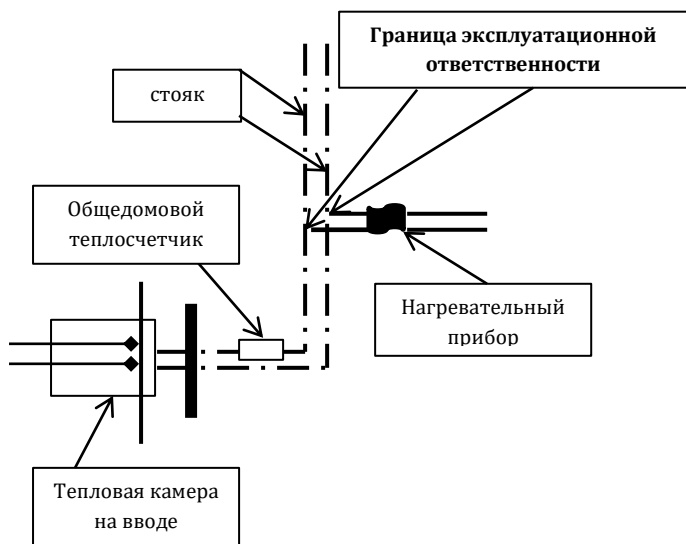 Граница эксплуатационной
ответственности
стояк
Общедомовой
теплосчетчик
Нагревательный
прибор
Тепловая камера
на вводе